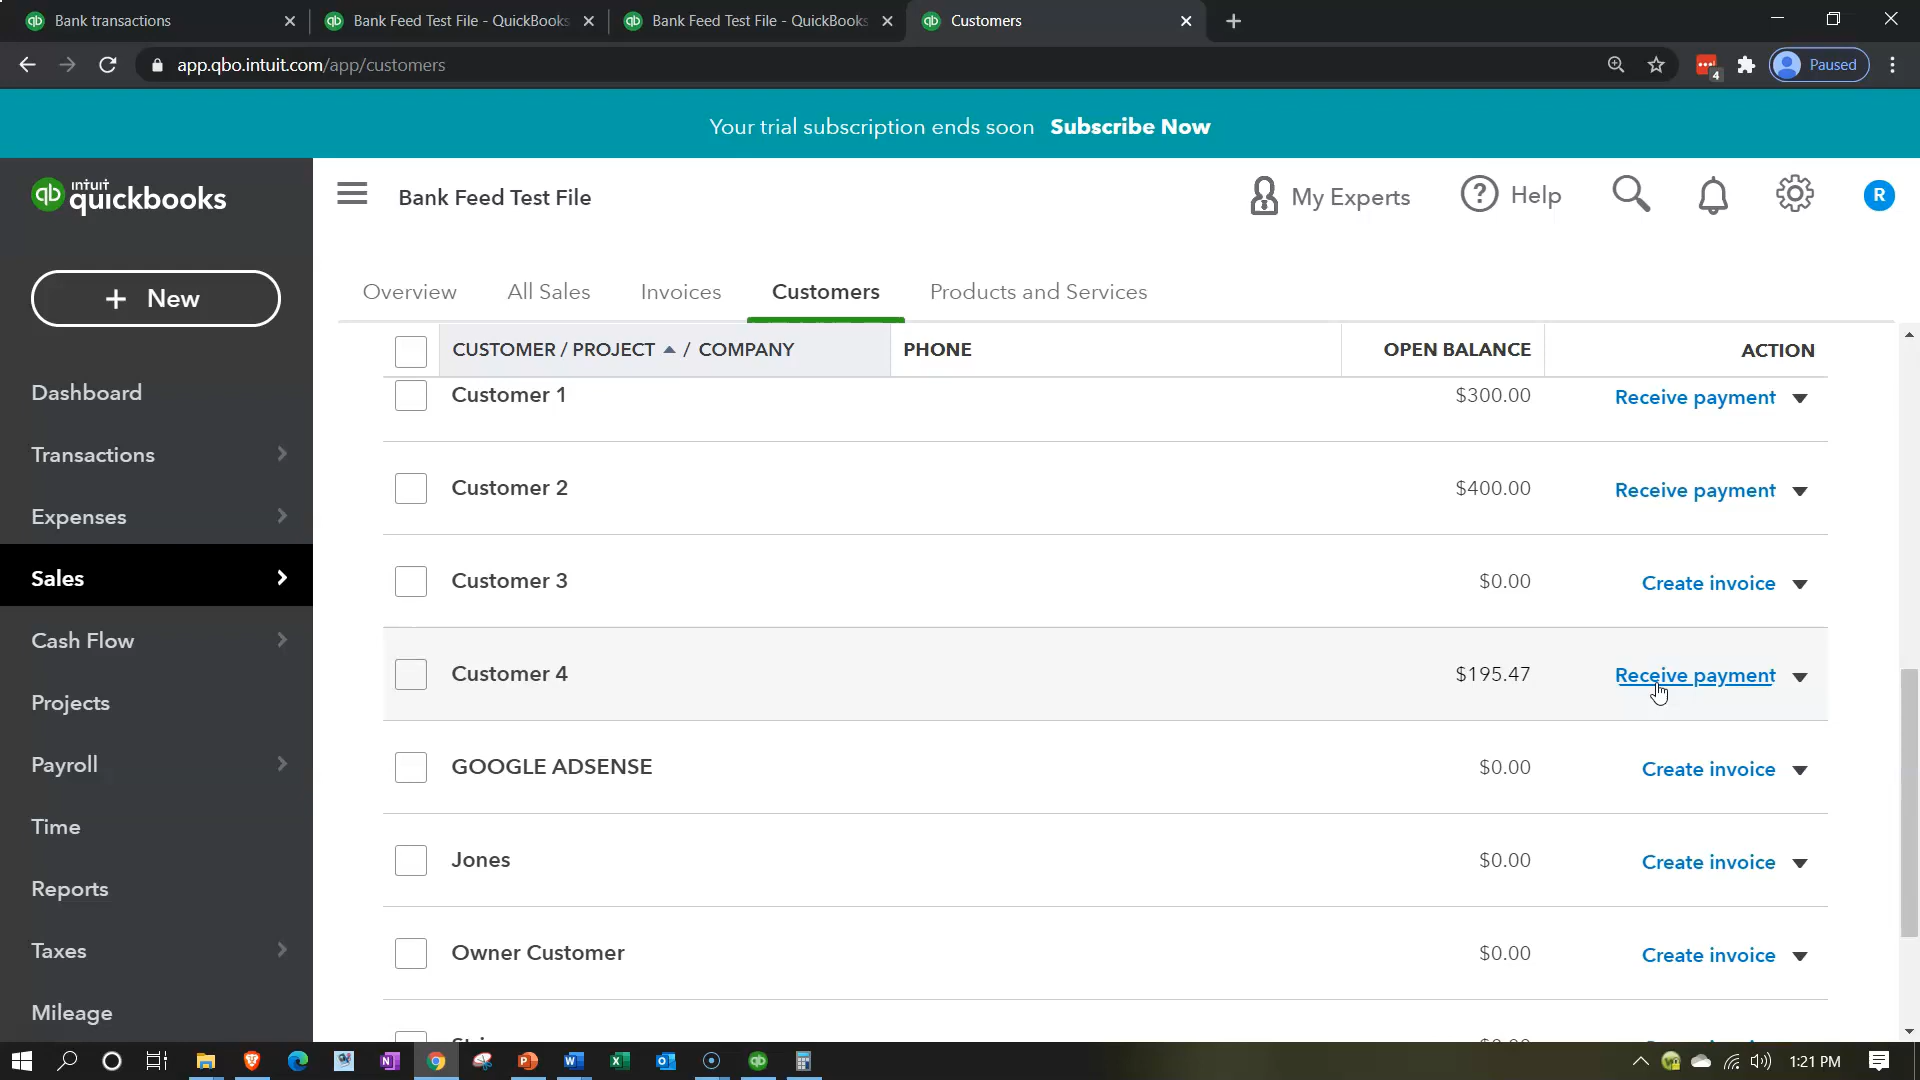 Bank transactions
Bank Feed Test File - QuickBooks
Bank Feed Test File - QuickBooks
Customers
app.qbo.intuit.com/app/customers
4
Paused
Your trial subscription ends soon Subscribe Now
intuit
quickbooks
Bank Feed Test File
My Experts
Help
R
+ New
Overview
All Sales
Invoices
Customers
Products and Services
CUSTOMER / PROJECT / COMPANY
PHONE
OPEN BALANCE
ACTION
Customer 1 $300.00 Receive payment
Customer 2 $400.00 Receive payment
Customer 3 $0.00 Create invoice
Customer 4 $195.47 Receive payment
GOOGLE ADSENSE $0.00 Create invoice
Jones $0.00 Create invoice
Owner Customer $0.00 Create invoice
Dashboard
Transactions
Expenses
Sales
Cash Flow
Projects
Payroll
Time
Reports
Taxes
Mileage
1:21 PM